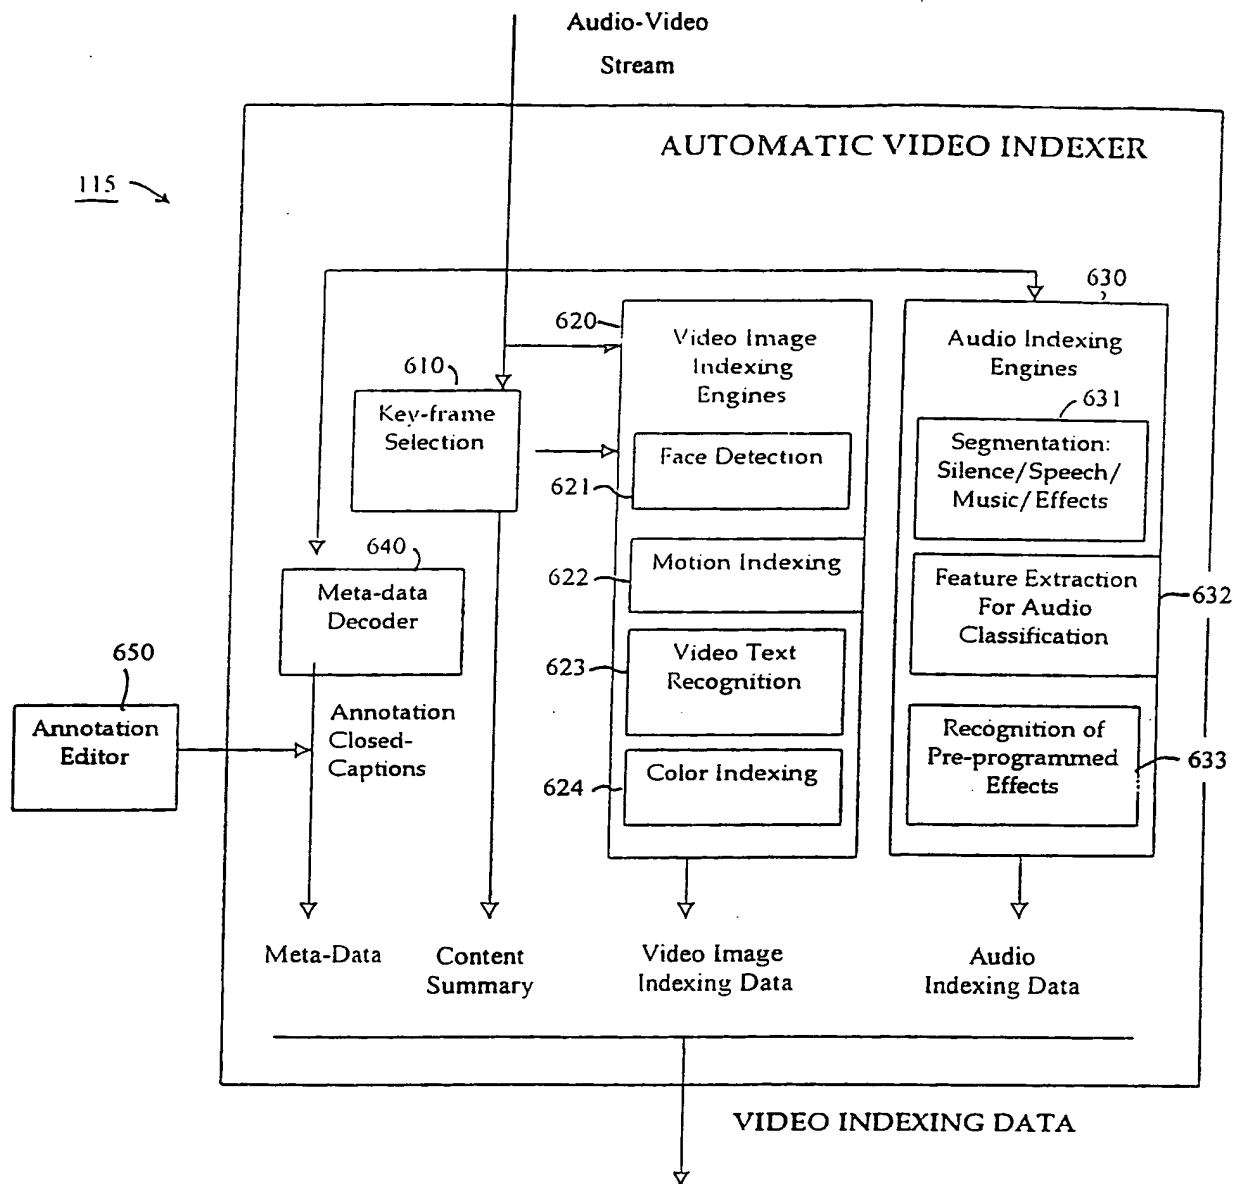 Audio-Video
Stream
AUTOMATIC VIDEO INDEXER
115
630
620
Video Image
Indexing
Engines
Audio Indexing
Engines
610
Key-frame
Selection
631
Segmentation:
Silence/Speech/
Music/Effects
Face Detection
621
640
Meta-data
Decoder
Motion Indexing
622
Feature Extraction
For Audio
Classification
632
650
Annotation
Editor
623
Video Text
Recognition
Annotation
Closed-
Captions
Recognition of
Pre-programmed
Effects
633
624
Color Indexing
Meta-Data
Content
Summary
Video Image
Indexing Data
Audio
Indexing Data
VIDEO INDEXING DATA